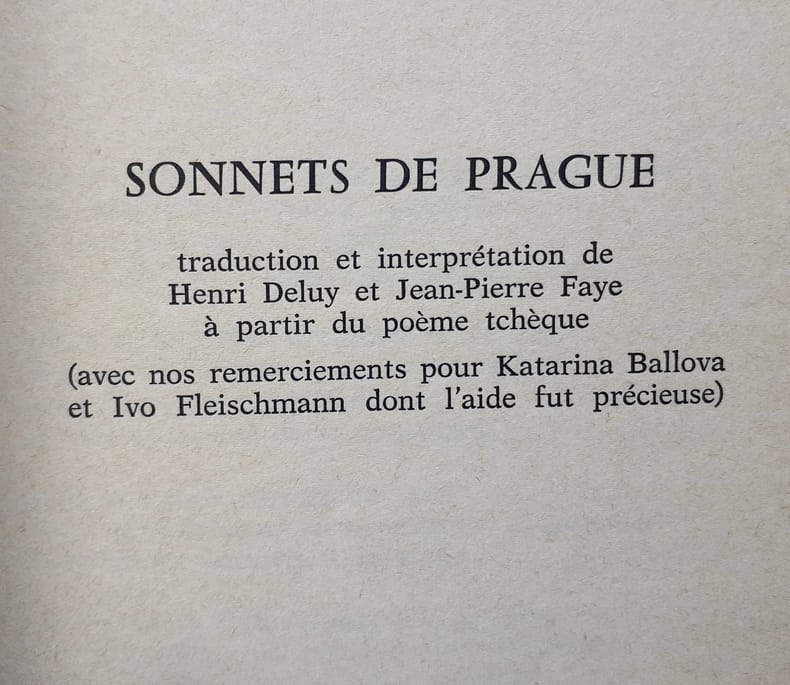 SONNETS DE PRAGUE
traduction et interprétation de
Henri Deluy et Jean-Pierre Faye
à partir du poème tchèque
(avec nos remerciements pour Katarina Ballova
et Ivo Fleischmann dont l'aide fut précieuse)